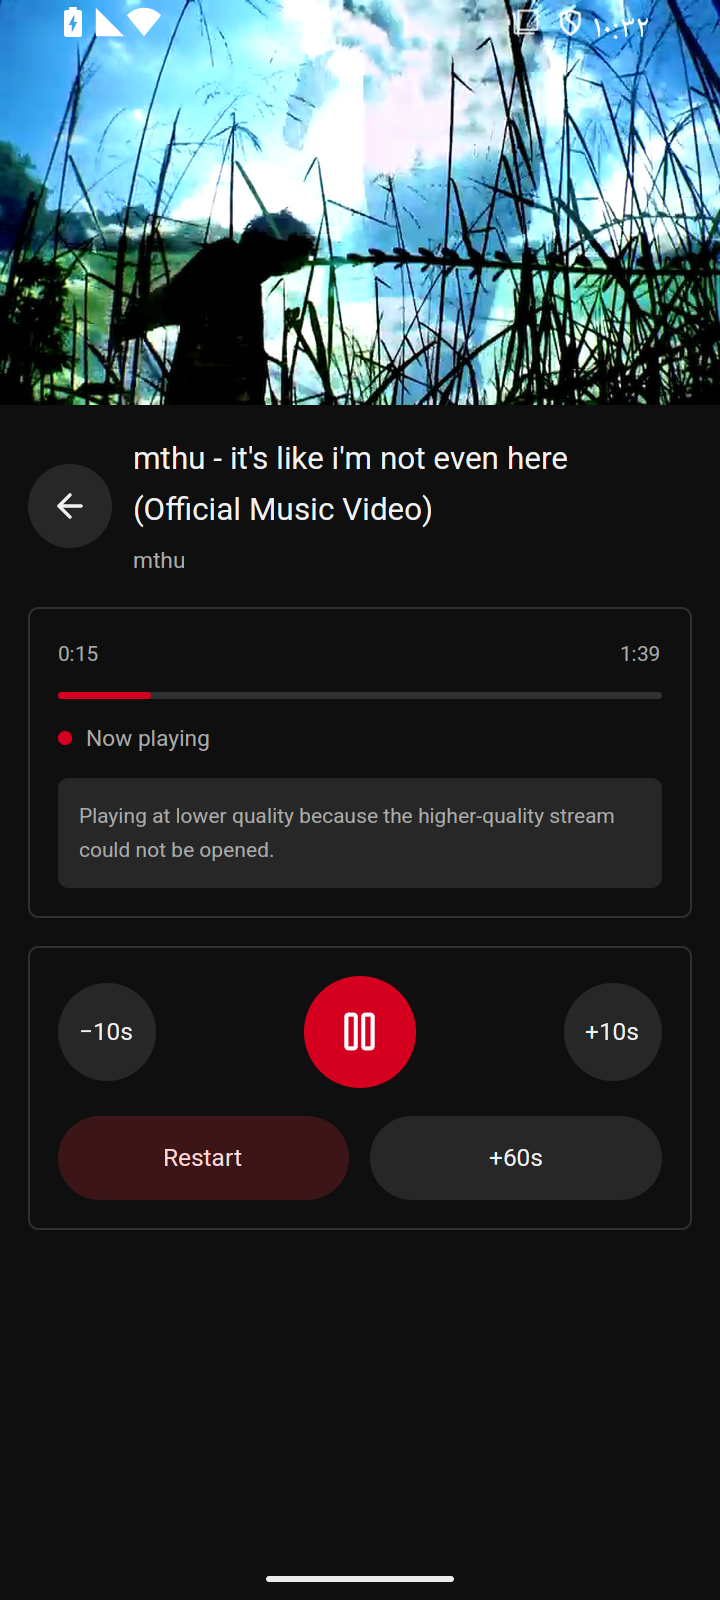 ١٠:٣٢
mthu - it's like i'm not even here
(Official Music Video)
mthu
0:15 1:39
Now playing
Playing at lower quality because the higher-quality stream
could not be opened.
−10s +10s
Restart +60s